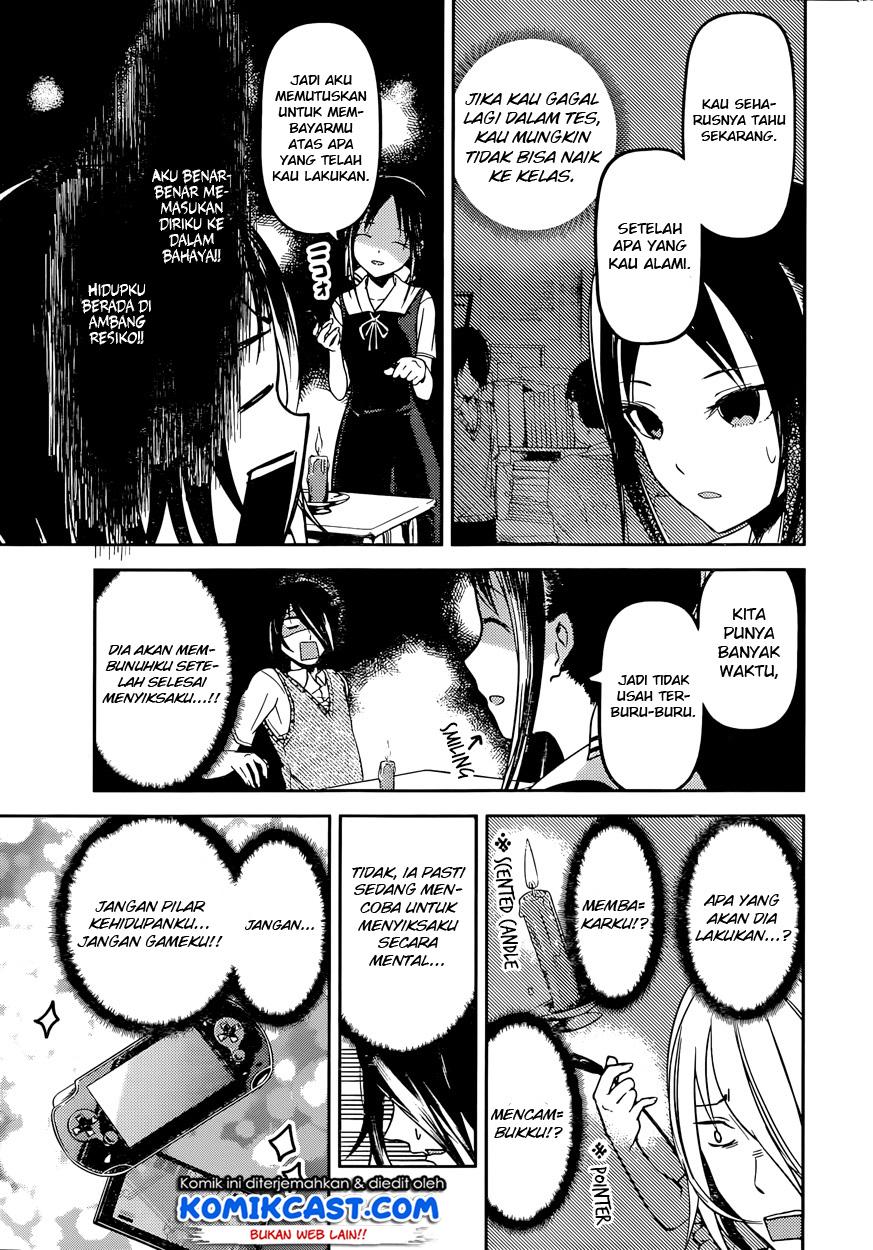 KAU SEHA-
RUSNYA TAHU
SEKARANG.
JIKA KAU GAGAL
LAGI DALAM TES,
KAU MUNGKIN
TIDAK BISA NAIK
KE KELAS.
SETELAH
APA YANG
KAU ALAMI.
JADI AKU
MEMUTUSKAN
UNTUK MEM-
BAYARMU
ATAS APA
YANG TELAH
KAU LAKUKAN.
ニコ
AKU BENAR-
BENAR ME-
MASUKAN
DIRIKU KE
DALAM
BAHAYA!!
HIDUPKU
BERADA DI
AMBANG
RESIKO!!
KITA
PUNYA
BANYAK
WAKTU,
JADI TIDAK
USAH TER-
BURU-BURU.
SMILING
DIA AKAN MEM-
BUNUHKU SETE-
LAH SELESAI
MENYIKSAKU...!!
APA YANG
AKAN DIA
LAKUKAN...?
MEMBA=
KARKU!?
※ SCENTED CANDLE
MENCAM=
BUKKU!?
※ POINTER
TIDAK, IA PASTI
SEDANG MEN-
COBA UNTUK
MENYIKSAKU
SECARA
MENTAL...
JANGAN...
JANGAN PILAR
KEHIDUPANKU...
JANGAN GAMEKU!!
Komik ini diterjemahkan & diedit oleh
KOMIKCAST.COM
BUKAN WEB LAIN!!